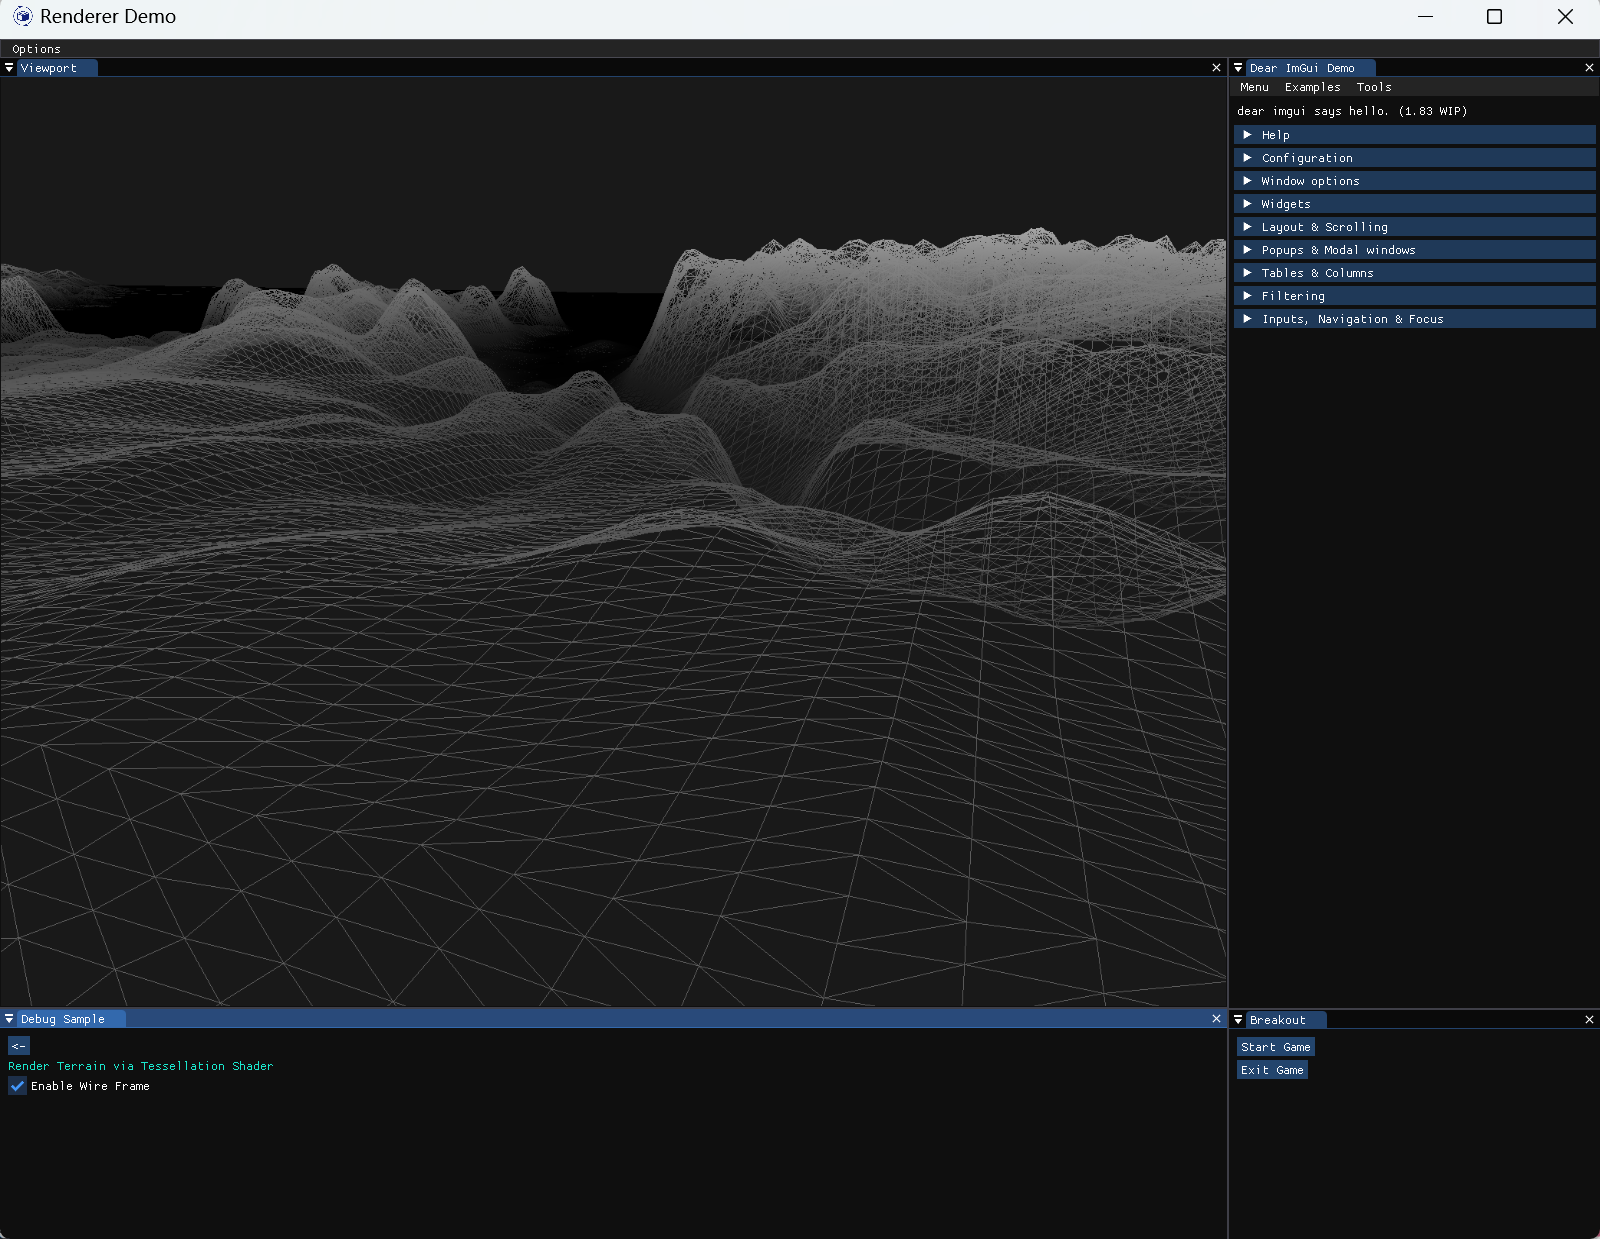 Renderer Demo
Options
Viewport
Dear ImGui Demo
Menu Examples Tools
dear imgui says hello. (1.83 WIP)
Help
Configuration
Window options
Widgets
Layout & Scrolling
Popups & Modal windows
Tables & Columns
Filtering
Inputs, Navigation & Focus
Debug Sample
<-
Render Terrain via Tessellation Shader
Enable Wire Frame
Breakout
Start Game
Exit Game